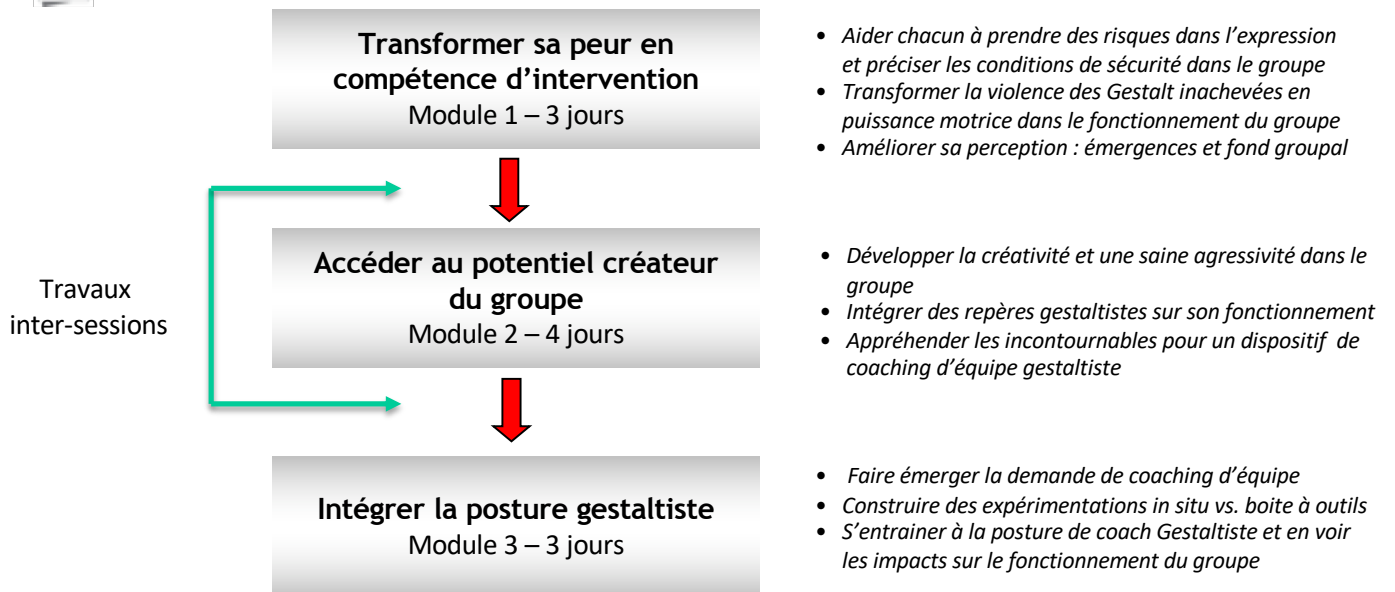 Transformer sa peur en
compétence d'intervention
Module 1 – 3 jours
• Aider chacun à prendre des risques dans l'expression
et préciser les conditions de sécurité dans le groupe
• Transformer la violence des Gestalt inachevées en
puissance motrice dans le fonctionnement du groupe
• Améliorer sa perception : émergences et fond groupal
Travaux
inter-sessions
Accéder au potentiel créateur
du groupe
Module 2 – 4 jours
• Développer la créativité et une saine agressivité dans le
groupe
• Intégrer des repères gestaltistes sur son fonctionnement
• Appréhender les incontournables pour un dispositif de
coaching d'équipe gestaltiste
Intégrer la posture gestaltiste
Module 3 – 3 jours
• Faire émerger la demande de coaching d'équipe
• Construire des expérimentations in situ vs. boite à outils
• S'entrainer à la posture de coach Gestaltiste et en voir
les impacts sur le fonctionnement du groupe